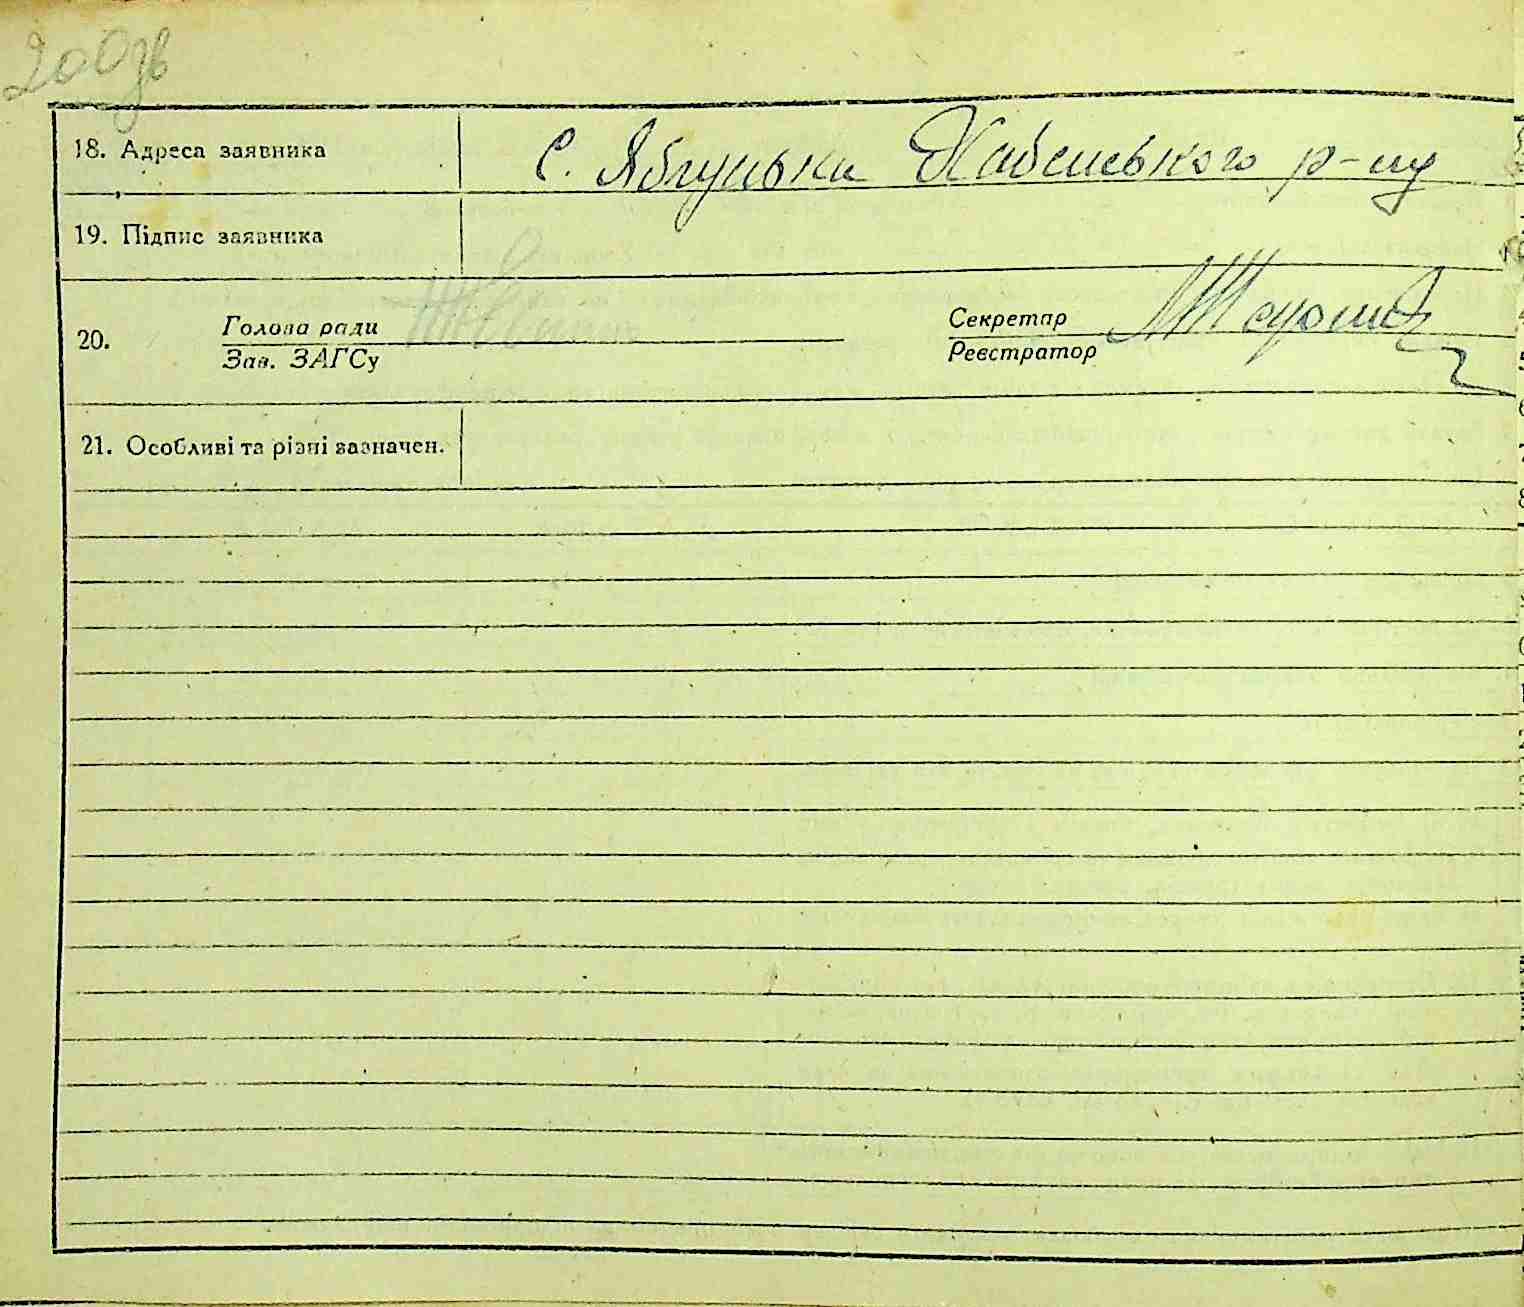 200зв
18. Адреса заявника с. Яблунька Хабенського р-ну
19. Підпис заявника
20. Голова ради Секретар
Зав. ЗАГСу Реєстратор
21. Особливі та різні зазначен.